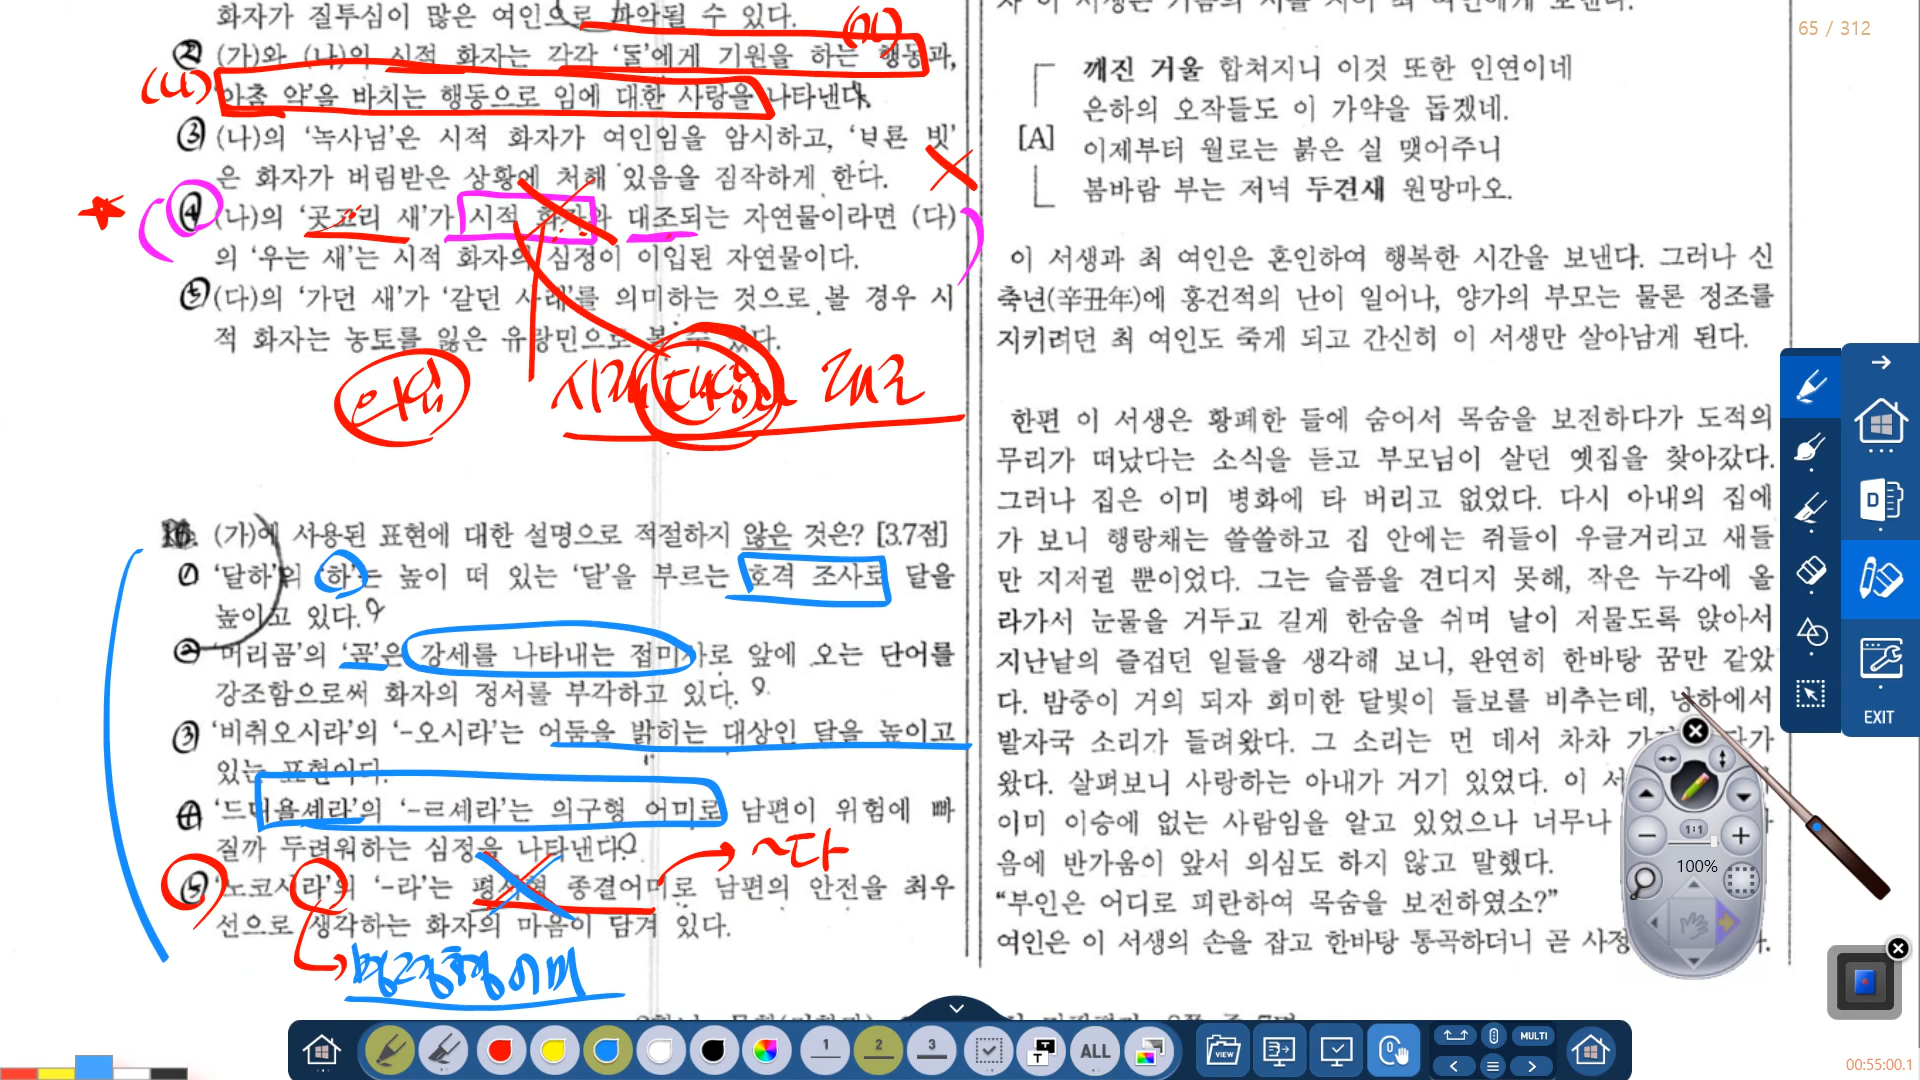 화자가 질투심이 많은 여인으로 파악될 수 있다.
② (가)와 (나)의 시적 화자는 각각 '돌'에게 기원을 하는 행동과,
(나) '아춤 약'을 바치는 행동으로 임에 대한 사랑을 나타낸다.
③ (나)의 '녹사님'은 시적 화자가 여인임을 암시하고, 'ᄇᆞ룐 빗'
은 화자가 버림받은 상황에 처해 있음을 짐작하게 한다.
④ (나)의 '곳고리 새'가 시적 화자와 대조되는 자연물이라면 (다)
의 '우는 새'는 시적 화자의 심정이 이입된 자연물이다.
⑤ (다)의 '가던 새'가 '갈던 사래'를 의미하는 것으로 볼 경우 시
적 화자는 농토를 잃은 유랑민으로 볼 수 있다.
시적 대상과 대조
16. (가)에 사용된 표현에 대한 설명으로 적절하지 않은 것은? [3.7점]
① '달하'의 '하'는 높이 떠 있는 '달'을 부르는 호격 조사로 달을
높이고 있다.
② '머리곰'의 '곰'은 강세를 나타내는 접미사로 앞에 오는 단어를
강조함으로써 화자의 정서를 부각하고 있다.
③ '비취오시라'의 '-오시라'는 어둠을 밝히는 대상인 달을 높이고
있는 표현이다.
④ '드디욜셰라'의 '-ㄹ셰라'는 의구형 어미로 남편이 위험에 빠
질까 두려워하는 심정을 나타낸다.
~다
⑤ '노코시라'의 '-라'는 평서형 종결어미로 남편의 안전을 최우
선으로 생각하는 화자의 마음이 담겨 있다.
명령형어미
깨진 거울 합쳐지니 이것 또한 인연이네
은하의 오작들도 이 가약을 돕겠네.
[A]
이제부터 월로는 붉은 실 맺어주니
봄바람 부는 저녁 두견새 원망마오.
이 서생과 최 여인은 혼인하여 행복한 시간을 보낸다. 그러나 신
축년(辛丑年)에 홍건적의 난이 일어나, 양가의 부모는 물론 정조를
지키려던 최 여인도 죽게 되고 간신히 이 서생만 살아남게 된다.
한편 이 서생은 황폐한 들에 숨어서 목숨을 보전하다가 도적의
무리가 떠났다는 소식을 듣고 부모님이 살던 옛집을 찾아갔다.
그러나 집은 이미 병화에 타 버리고 없었다. 다시 아내의 집에
가 보니 행랑채는 쓸쓸하고 집 안에는 쥐들이 우글거리고 새들
만 지저귈 뿐이었다. 그는 슬픔을 견디지 못해, 작은 누각에 올
라가서 눈물을 거두고 길게 한숨을 쉬며 날이 저물도록 앉아서
지난날의 즐겁던 일들을 생각해 보니, 완연히 한바탕 꿈만 같았
다. 밤중이 거의 되자 희미한 달빛이 들보를 비추는데, 낭하에서
발자국 소리가 들려왔다. 그 소리는 먼 데서 차차
왔다. 살펴보니 사랑하는 아내가 거기 있었다. 이
이미 이승에 없는 사람임을 알고 있었으나 너무나
음에 반가움이 앞서 의심도 하지 않고 말했다.
"부인은 어디로 피란하여 목숨을 보전하였소?"
여인은 이 서생의 손을 잡고 한바탕 통곡하더니 곧 사정
65 / 312
EXIT
1:1
100%
1 2 3 ALL VIEW MULTI
00:55:00.1